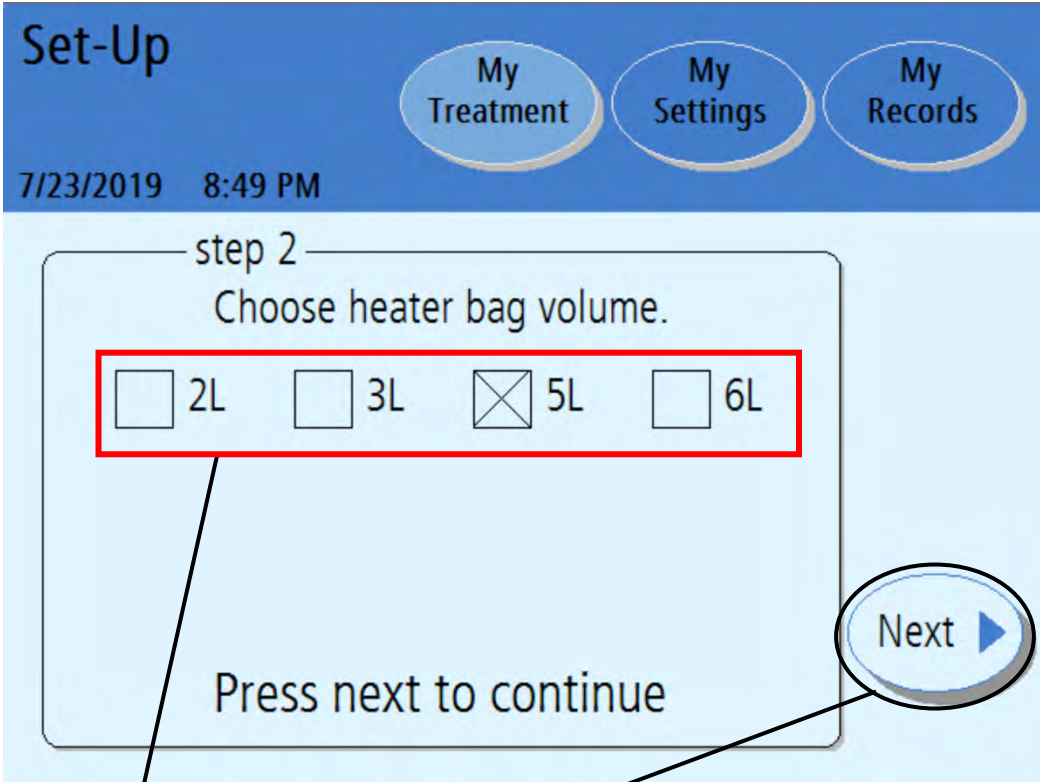 Set-Up
My Treatment
My Settings
My Records
7/23/2019 8:49 PM
step 2
Choose heater bag volume.
2L 3L 5L 6L
Next
Press next to continue